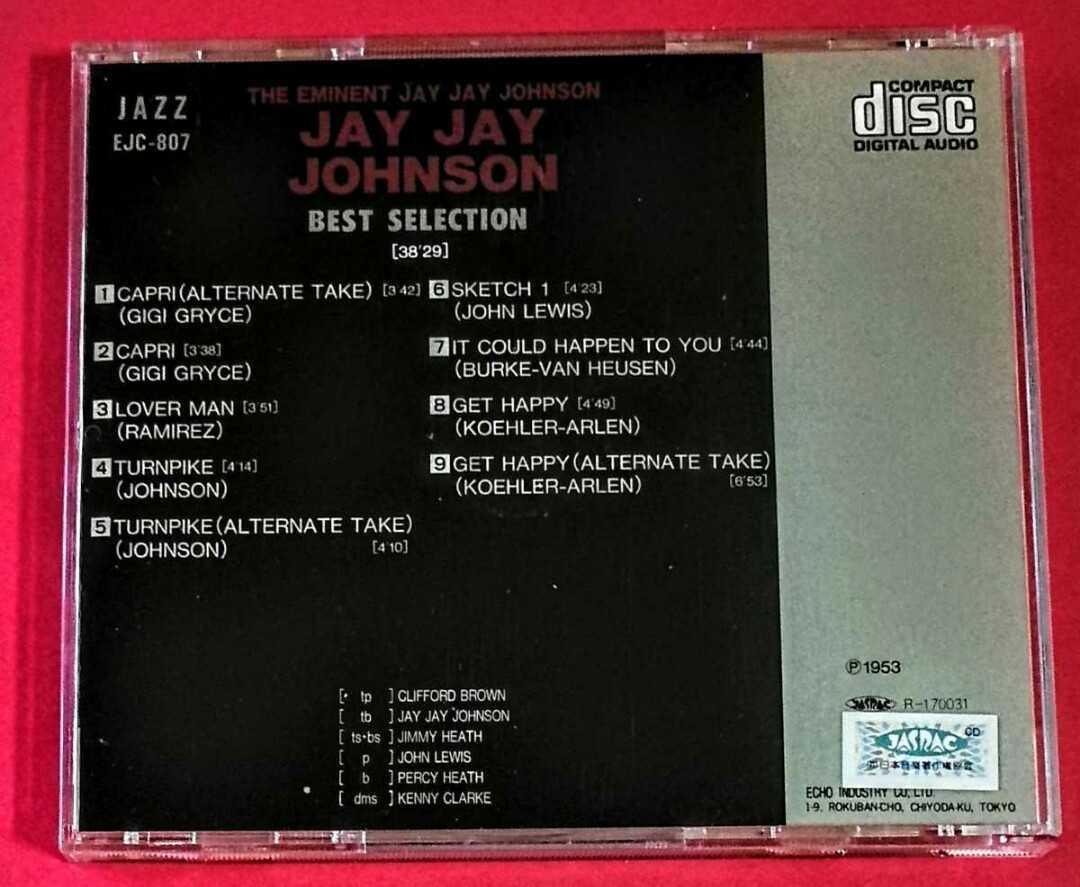 JAZZ
EJC-807
THE EMINENT JAY JAY JOHNSON
JAY JAY
JOHNSON
BEST SELECTION
[38'29]
1 CAPRI (ALTERNATE TAKE) [3'42]
(GIGI GRYCE)
2 CAPRI [3'38]
(GIGI GRYCE)
3 LOVER MAN [3'51]
(RAMIREZ)
4 TURNPIKE [4'14]
(JOHNSON)
5 TURNPIKE (ALTERNATE TAKE)
(JOHNSON) [4'10]
6 SKETCH 1 [4'23]
(JOHN LEWIS)
7 IT COULD HAPPEN TO YOU [4'44]
(BURKE-VAN HEUSEN)
8 GET HAPPY [4'49]
(KOEHLER-ARLEN)
9 GET HAPPY (ALTERNATE TAKE)
(KOEHLER-ARLEN) [6'53]
[ tp ] CLIFFORD BROWN
[ tb ] JAY JAY JOHNSON
[ ts・bs ] JIMMY HEATH
[ p ] JOHN LEWIS
[ b ] PERCY HEATH
[ dms ] KENNY CLARKE
COMPACT
disc
DIGITAL AUDIO
Ⓟ1953
JASRAC R-170031
JASRAC CD
ECHO INDUSTRY CO., LTD.
1-9, ROKUBAN-CHO, CHIYODA-KU, TOKYO